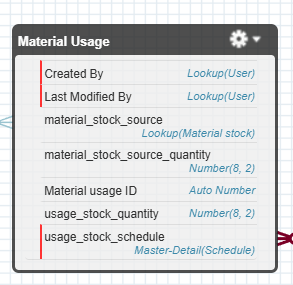 Material Usage
Created By Lookup(User)
Last Modified By Lookup(User)
material_stock_source
Lookup(Material stock)
material_stock_source_quantity
Number(8, 2)
Material usage ID Auto Number
usage_stock_quantity Number(8, 2)
usage_stock_schedule
Master-Detail(Schedule)